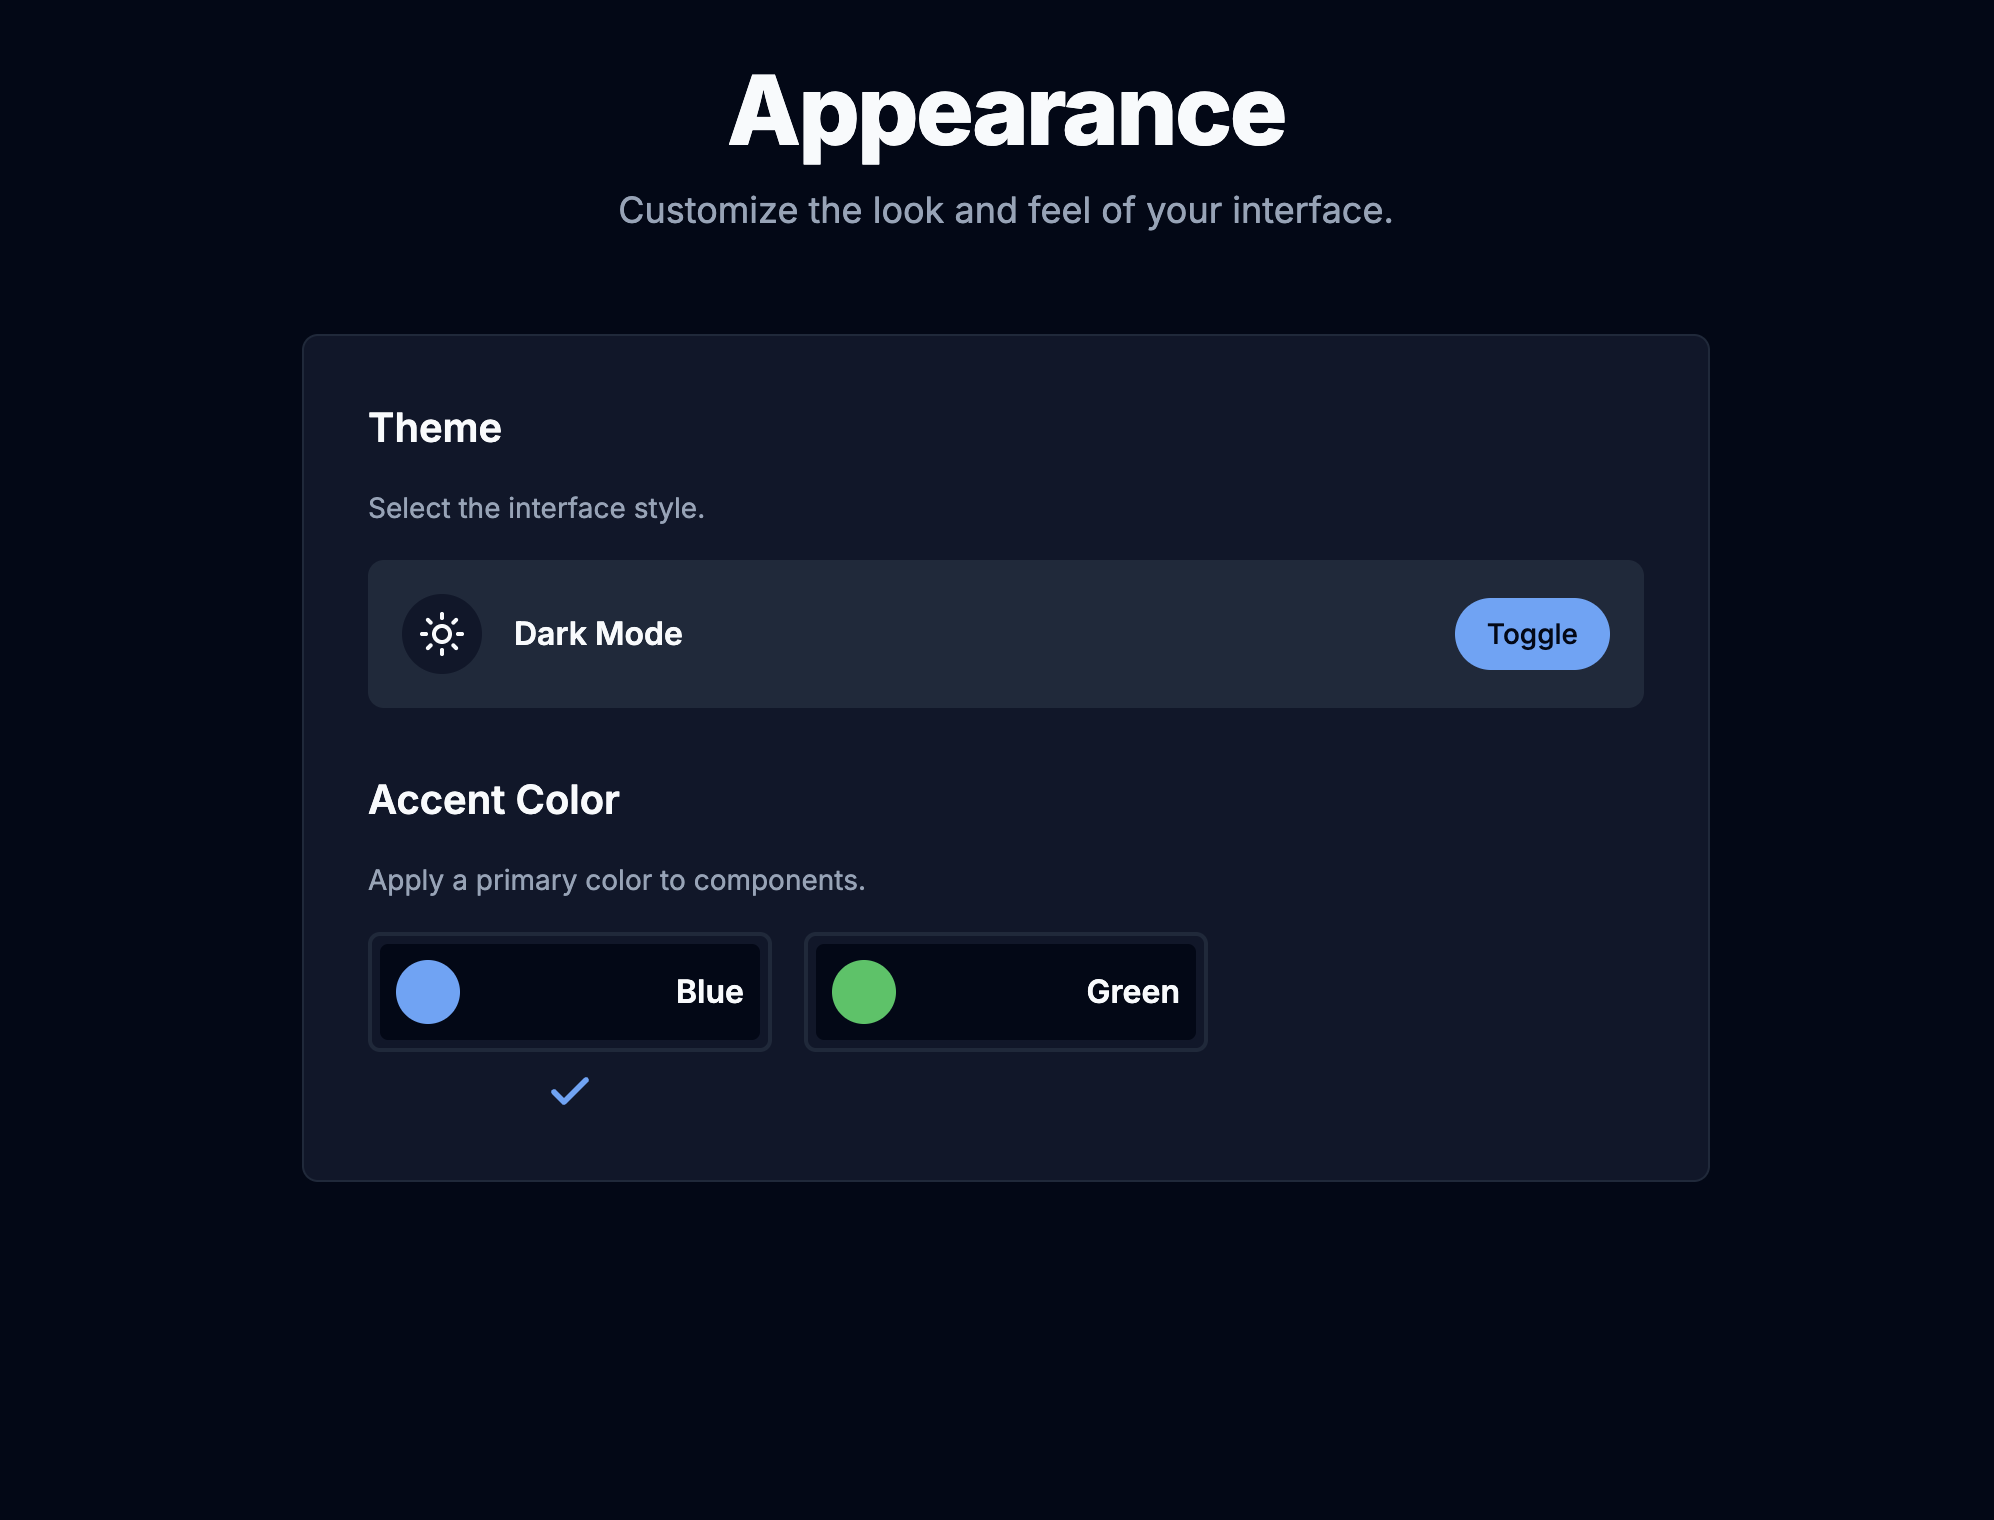 Appearance
Customize the look and feel of your interface.
Theme
Select the interface style.
Dark Mode
Toggle
Accent Color
Apply a primary color to components.
Blue
Green